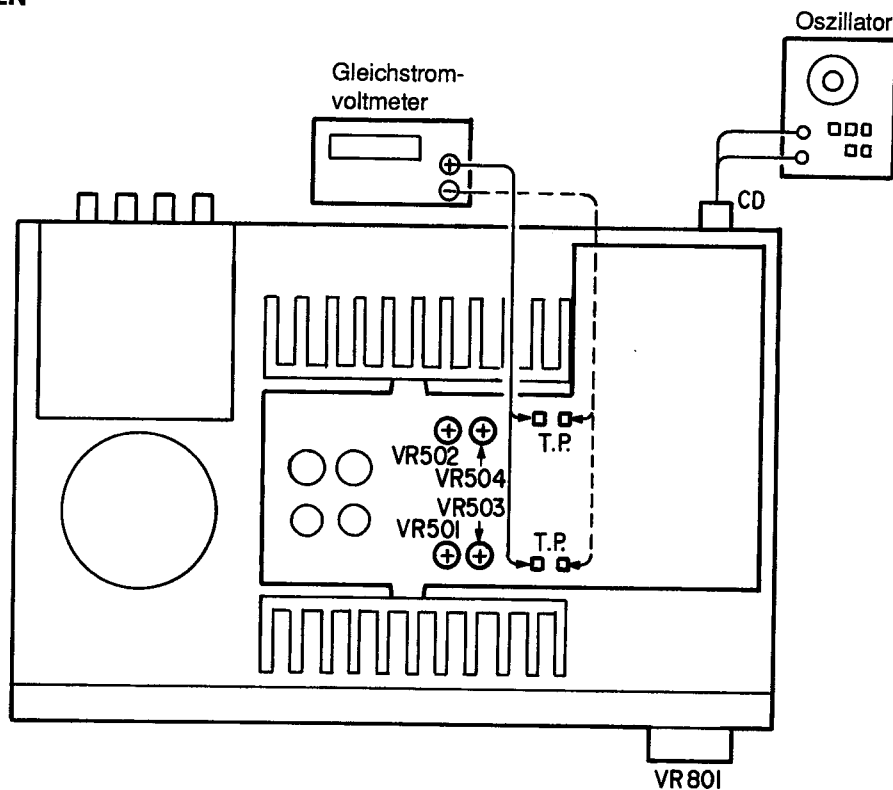 EN
Oszillator
Gleichstrom-
voltmeter
CD
T.P.
VR502
VR504
VR503
VR501
T.P.
VR801